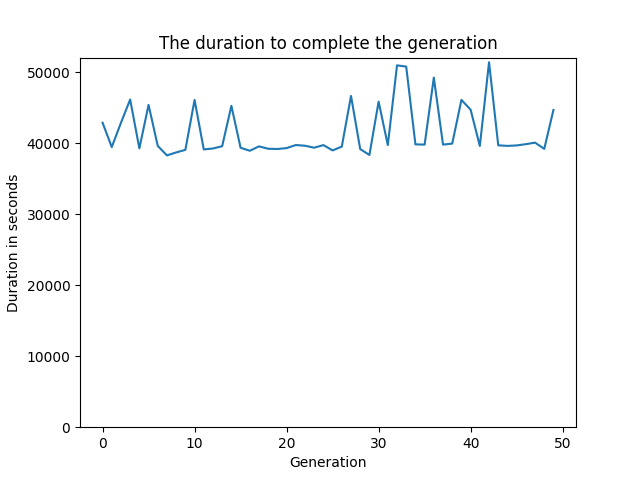 The duration to complete the generation
50000
40000
30000
20000
10000
0
Duration in seconds
0 10 20 30 40 50
Generation